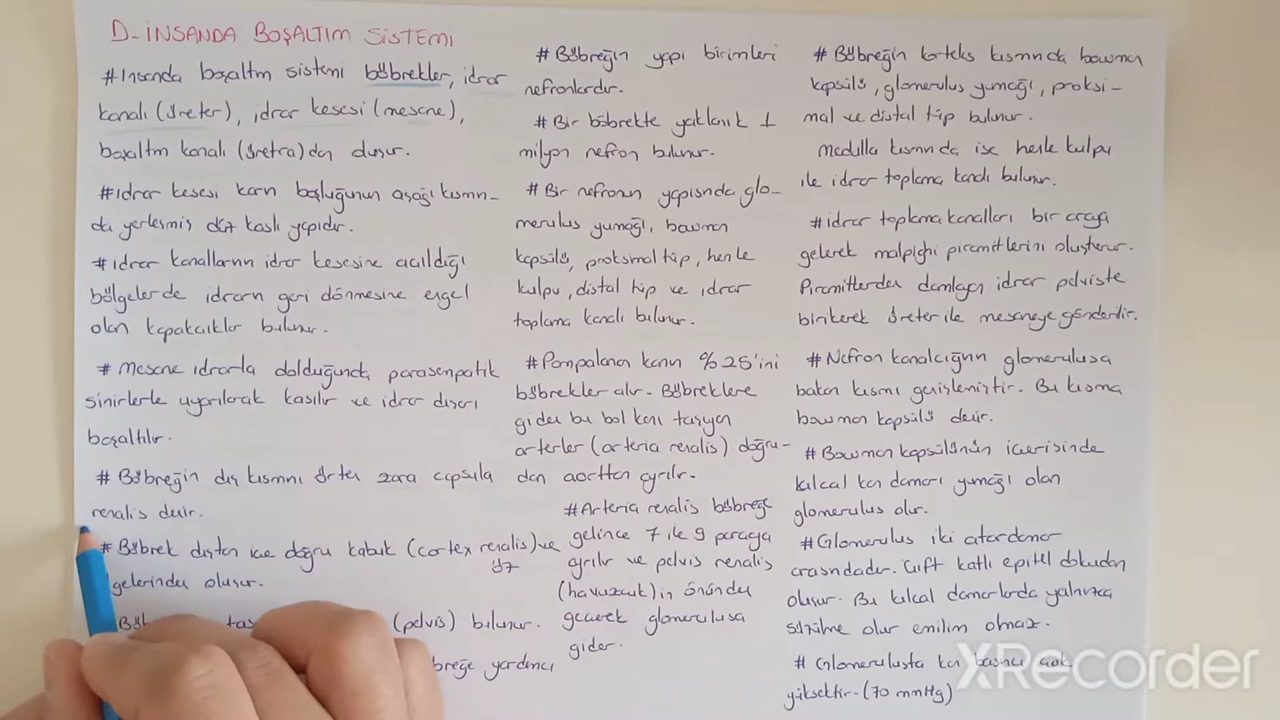 D- İNSANDA BOŞALTIM SİSTEMİ
# İnsanda boşaltım sistemi böbrekler, idrar
kanalı (üreter), idrar kesesi (mesane),
boşaltım kanalı (üretra)dan oluşur.
# İdrar kesesi karın boşluğunun aşağı kısmın-
da yerleşmiş düz kaslı yapıdır.
# İdrar kanallarının idrar kesesine açıldığı
bölgelerde idrarın geri dönmesine engel
olan kapakçıklar bulunur.
# Mesane idrarla dolduğunda parasempatik
sinirlerle uyarılarak kasılır ve idrar dışarı
boşaltılır.
# Böbreğin dış kısmını örten zara capsula
renalis denir.
# Böbrek dıştan içe doğru kabuk (cortex renalis) ve
öz
gelerinden oluşur.
(pelvis) bulunur.
breğe yardımcı
# Böbreğin yapı birimleri
nefronlardır.
# Bir böbrekte yaklaşık 1
milyon nefron bulunur.
# Bir nefronun yapısında glo-
merulus yumağı, bowman
kapsülü, proksimal tüp, henle
kulpu, distal tüp ve idrar
toplama kanalı bulunur.
# Pompalanan kanın %25'ini
böbrekler alır. Böbreklere
giden bu bol kanı taşıyan
arterler (arteria renalis) doğru-
dan aorttan ayrılır.
# Arteria renalis böbreğe
gelince 7 ile 9 parçaya
ayrılır ve pelvis renalis
(havuzcuk)ın önünden
geçerek glomerulusa
gider.
# Böbreğin korteks kısmında bowman
kapsülü, glomerulus yumağı, proksi-
mal ve distal tüp bulunur.
Medulla kısmında ise henle kulpu
ile idrar toplama kanalı bulunur.
# idrar toplama kanalları bir araya
gelerek malpighi piramitlerini oluşturur.
Piramitlerden damlayan idrar pelviste
birikerek üreter ile mesaneye gönderilir.
# Nefron kanalcığının glomerulusa
bakan kısmı genişlemiştir. Bu kısma
bowman kapsülü denir.
# Bowman kapsülünün içerisinde
kılcal kan damarı yumağı olan
glomerulus olur.
# Glomerulus iki atardamar
arasındadır. Çift katlı epitel dokudan
oluşur. Bu kılcal damarlarda yalnızca
süzülme olur emilim olmaz.
# Glomerulusta kan basıncı çok
yüksektir. (70 mmHg)
XRecorder